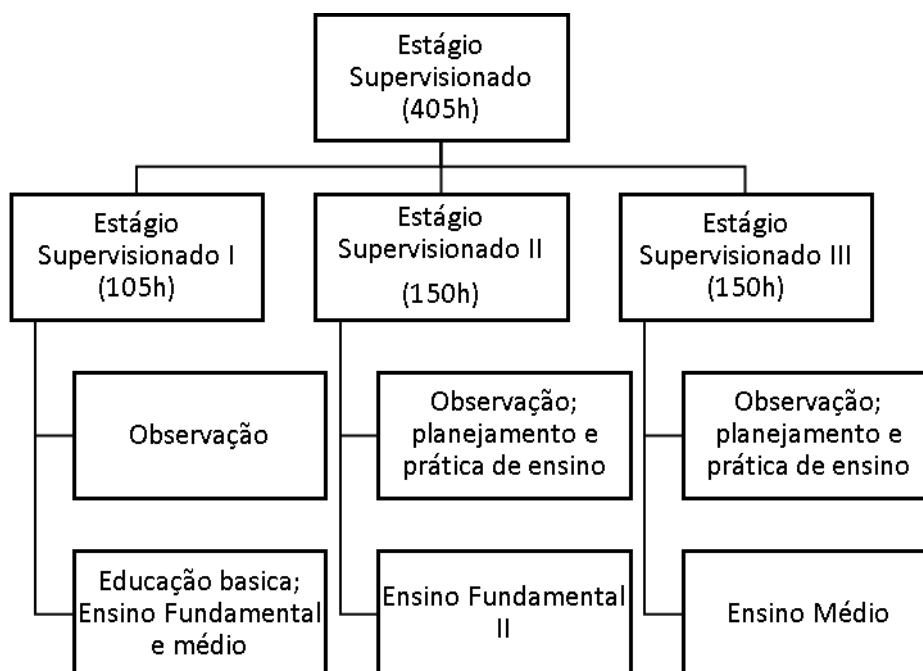 Estágio
Supervisionado
(405h)
Estágio
Supervisionado I
(105h)
Estágio
Supervisionado II
(150h)
Estágio
Supervisionado III
(150h)
Observação
Observação;
planejamento e
prática de ensino
Observação;
planejamento e
prática de ensino
Educação basica;
Ensino Fundamental
e médio
Ensino Fundamental
II
Ensino Médio